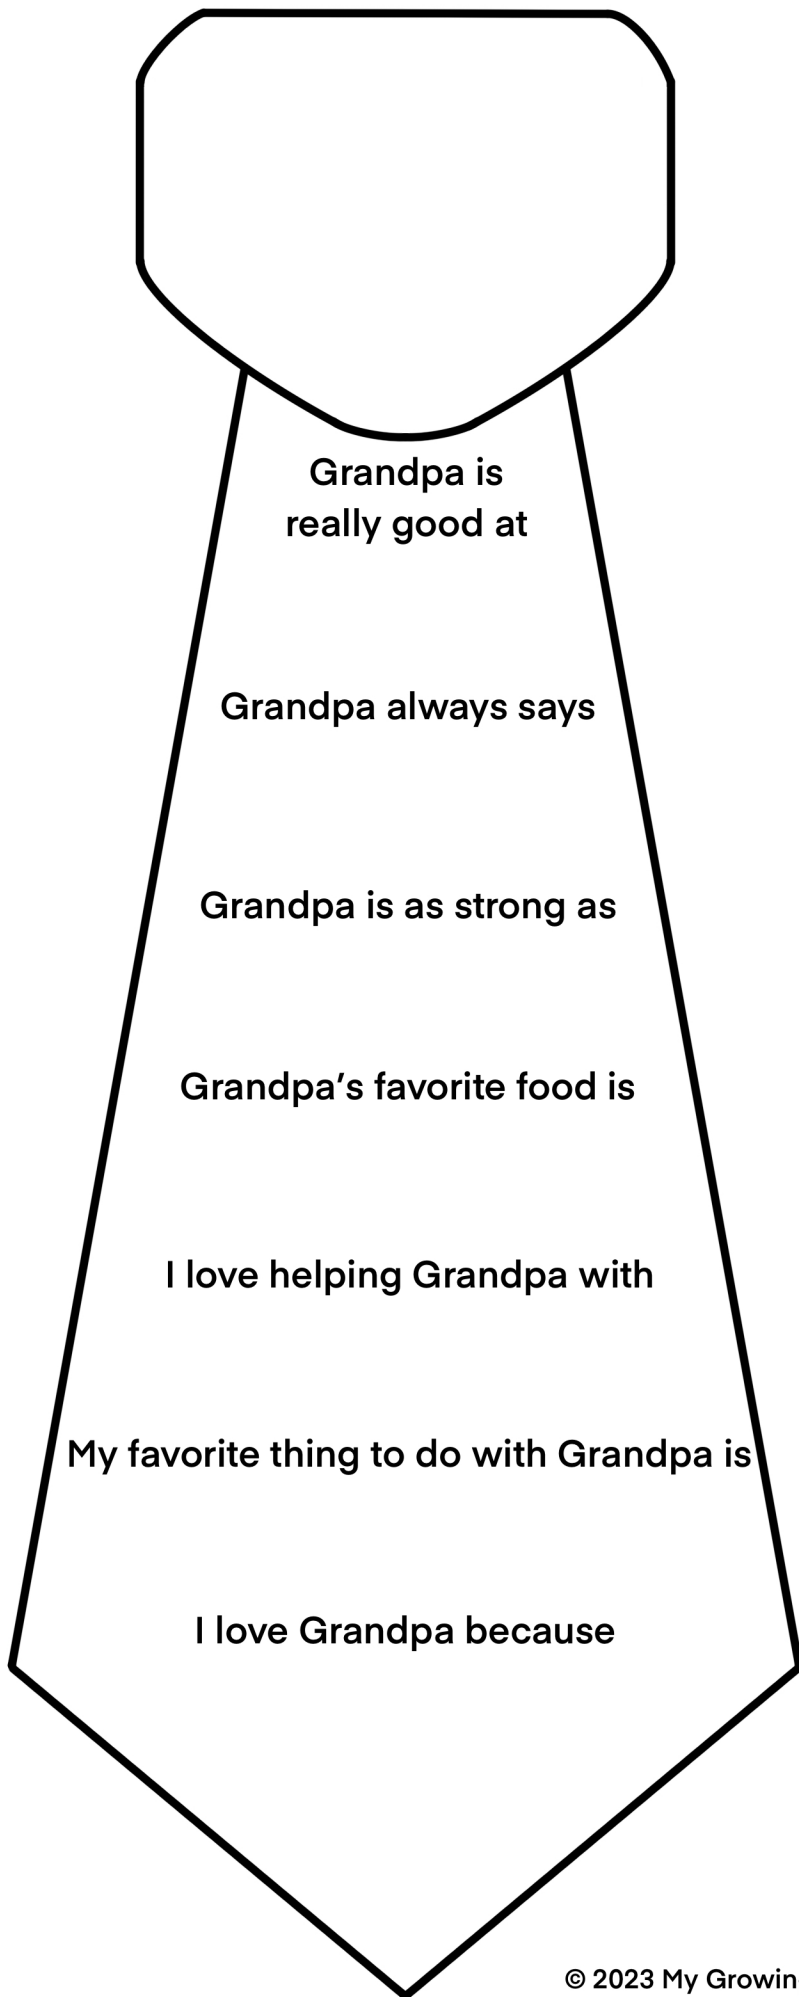 Grandpa is
really good at
Grandpa always says
Grandpa is as strong as
Grandpa’s favorite food is
I love helping Grandpa with
My favorite thing to do with Grandpa is
I love Grandpa because
© 2023 My Growin